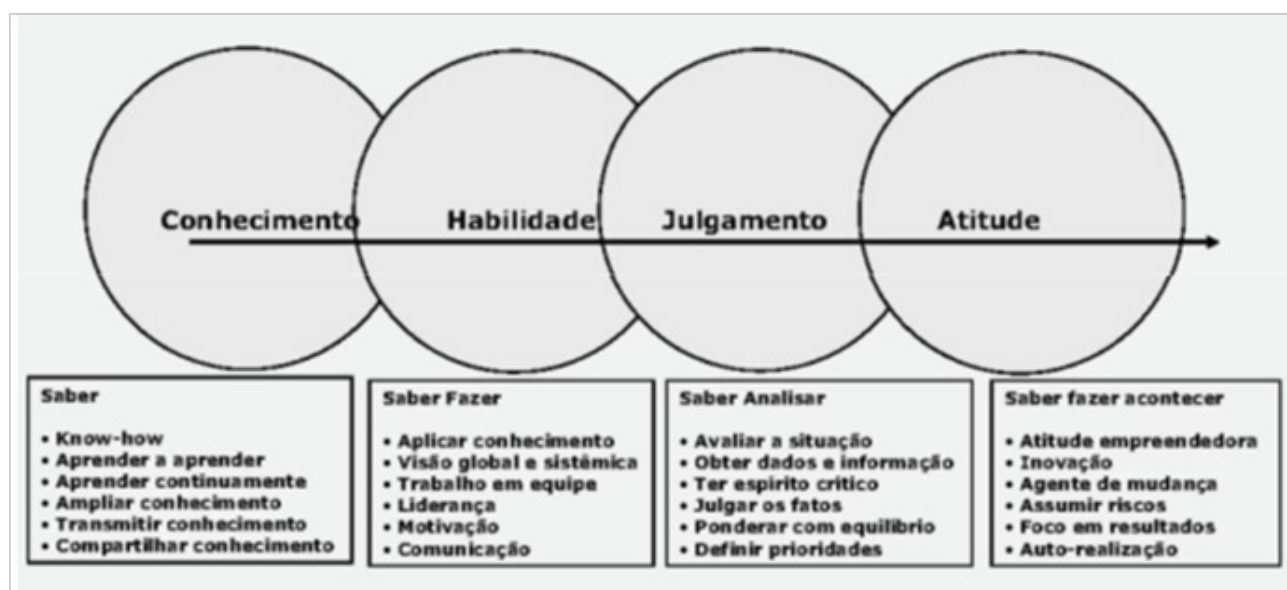 Conhecimento
Habilidade
Julgamento
Atitude
Saber
• Know-how
• Aprender a aprender
• Aprender continuamente
• Ampliar conhecimento
• Transmitir conhecimento
• Compartilhar conhecimento
Saber Fazer
• Aplicar conhecimento
• Visão global e sistêmica
• Trabalho em equipe
• Liderança
• Motivação
• Comunicação
Saber Analisar
• Avaliar a situação
• Obter dados e informação
• Ter espirito critico
• Julgar os fatos
• Ponderar com equilibrio
• Definir prioridades
Saber fazer acontecer
• Atitude empreendedora
• Inovação
• Agente de mudança
• Assumir riscos
• Foco em resultados
• Auto-realização